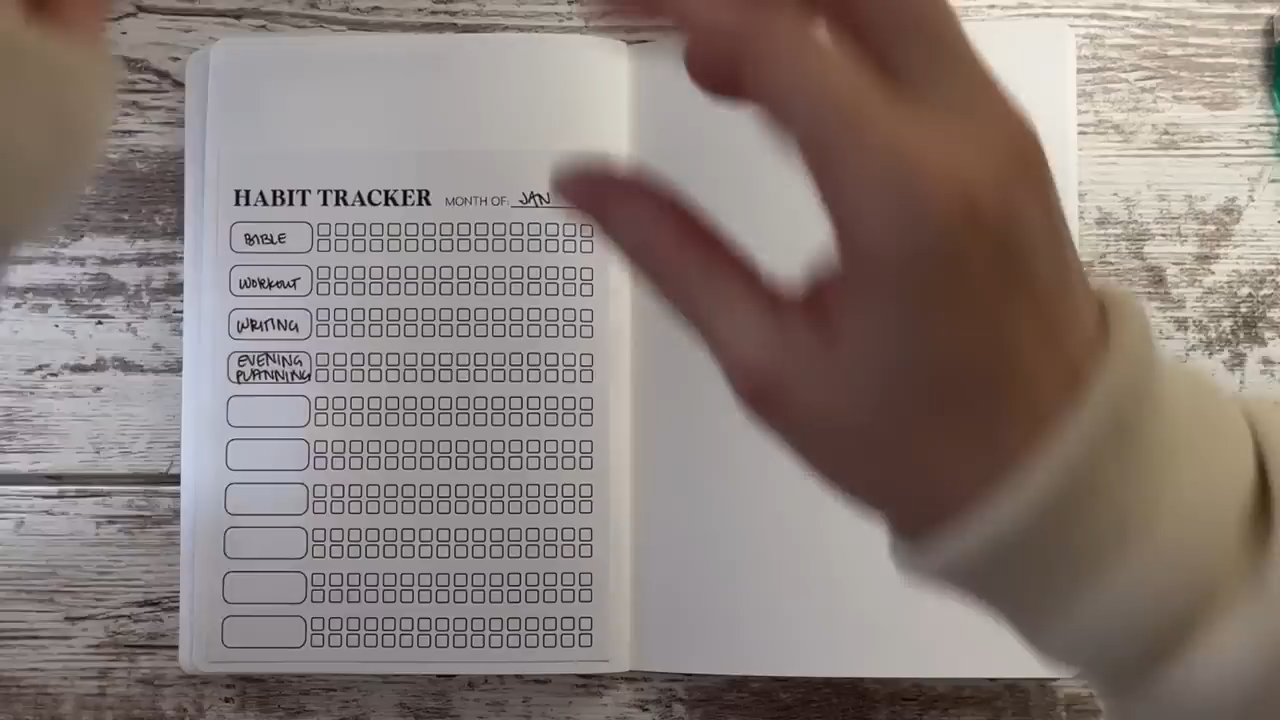 HABIT TRACKER MONTH OF: JAN
BIBLE
WORKOUT
WRITING
EVENING
PLANNING